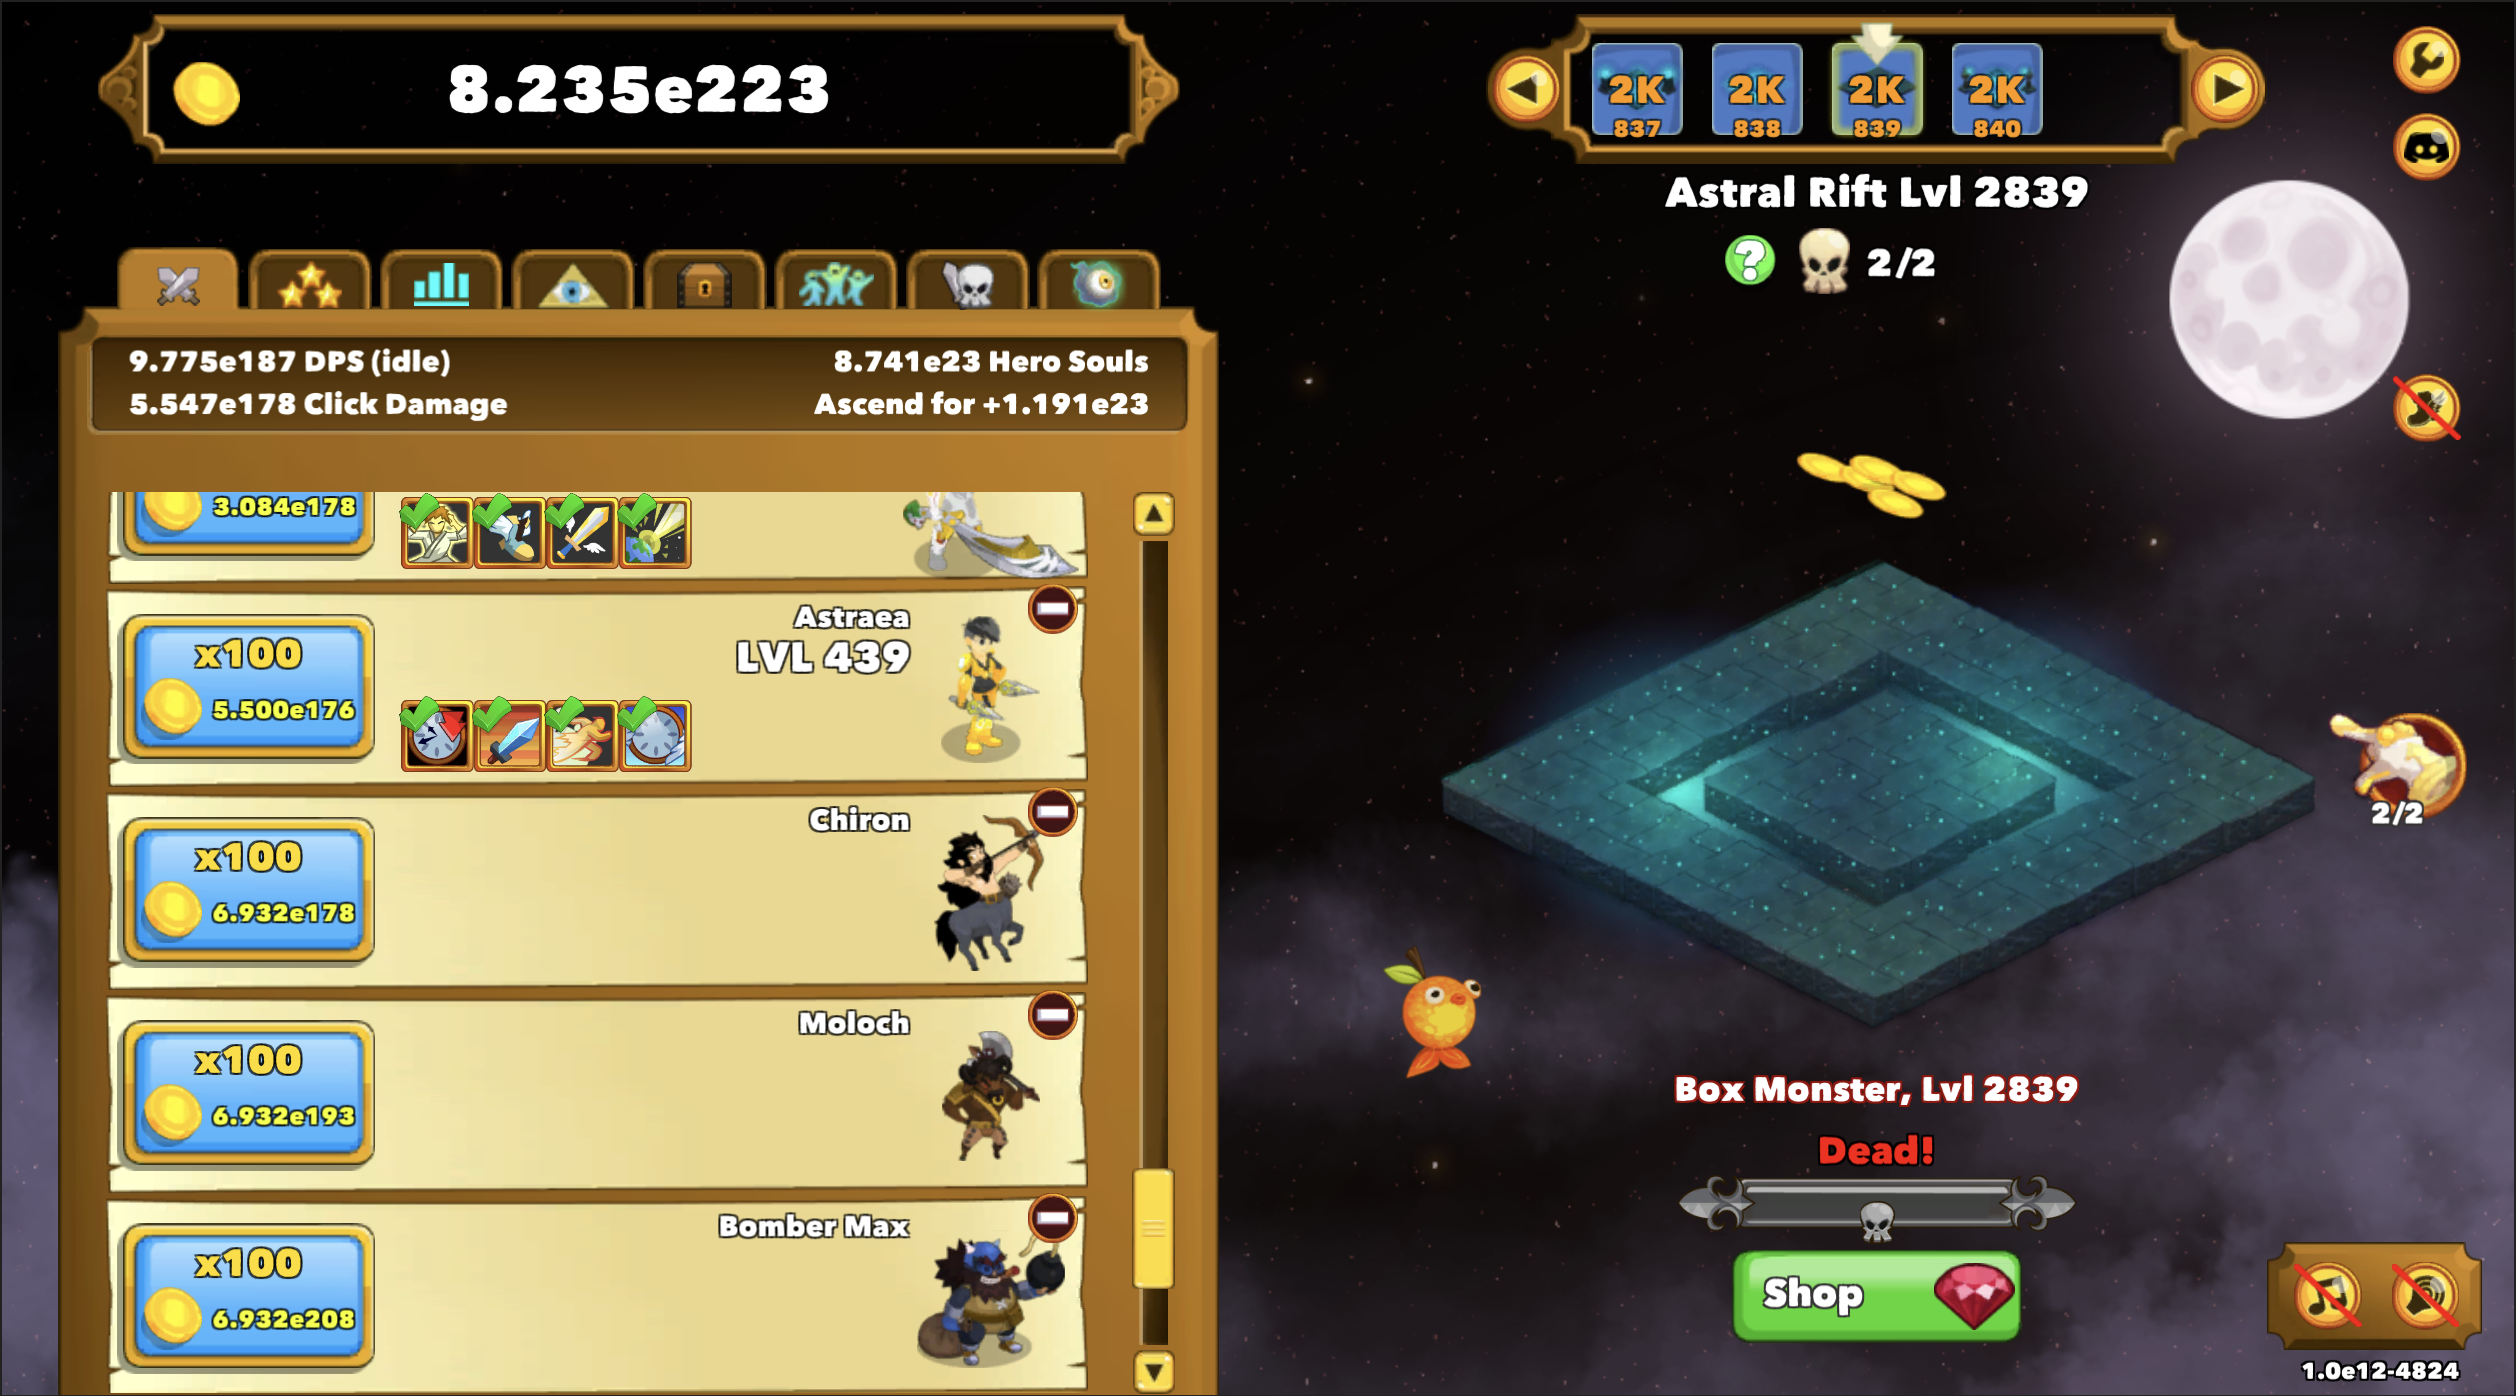 8.235e223
2K
837
2K
838
2K
839
2K
840
Astral Rift Lvl 2839
?
2/2
9.775e187 DPS (idle)
8.741e23 Hero Souls
5.547e178 Click Damage
Ascend for +1.191e23
3.084e178
Astraea
LVL 439
x100
5.500e176
Chiron
x100
6.932e178
Moloch
x100
6.932e193
Bomber Max
x100
6.932e208
2/2
Box Monster, Lvl 2839
Dead!
Shop
1.0e12-4824